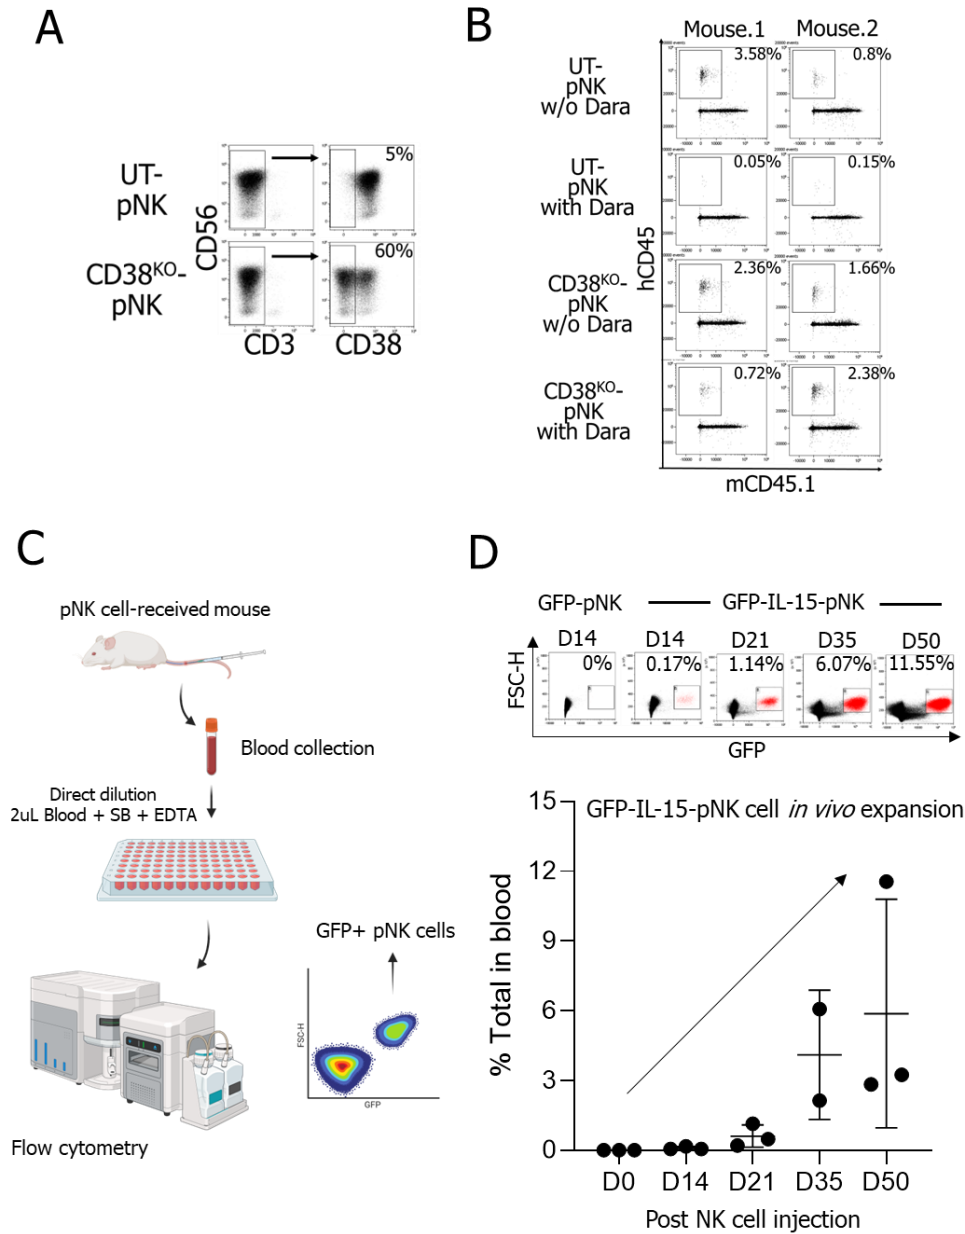 A
UT-
pNK
CD38KO-
pNK
CD56
5%
60%
CD3
CD38
B
Mouse.1
Mouse.2
UT-
pNK
w/o Dara
3.58%
0.8%
UT-
pNK
with Dara
0.05%
0.15%
CD38KO-
pNK
w/o Dara
2.36%
1.66%
CD38KO-
pNK
with Dara
0.72%
2.38%
hCD45
mCD45.1
C
pNK cell-received mouse
Blood collection
Direct dilution
2uL Blood + SB + EDTA
GFP+ pNK cells
FSC-H
GFP
Flow cytometry
D
GFP-pNK
GFP-IL-15-pNK
D14
D14
D21
D35
D50
0%
0.17%
1.14%
6.07%
11.55%
FSC-H
GFP
GFP-IL-15-pNK cell in vivo expansion
% Total in blood
15
12
9
6
3
0
D0
D14
D21
D35
D50
Post NK cell injection